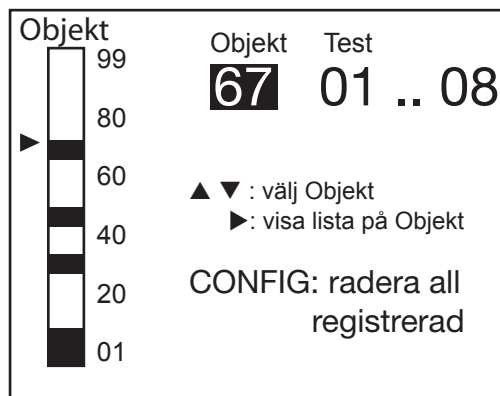 Objekt
99
80
60
40
20
01
Objekt Test
67 01 .. 08
▲ ▼ : välj Objekt
▶: visa lista på Objekt
CONFIG: radera all
registrerad